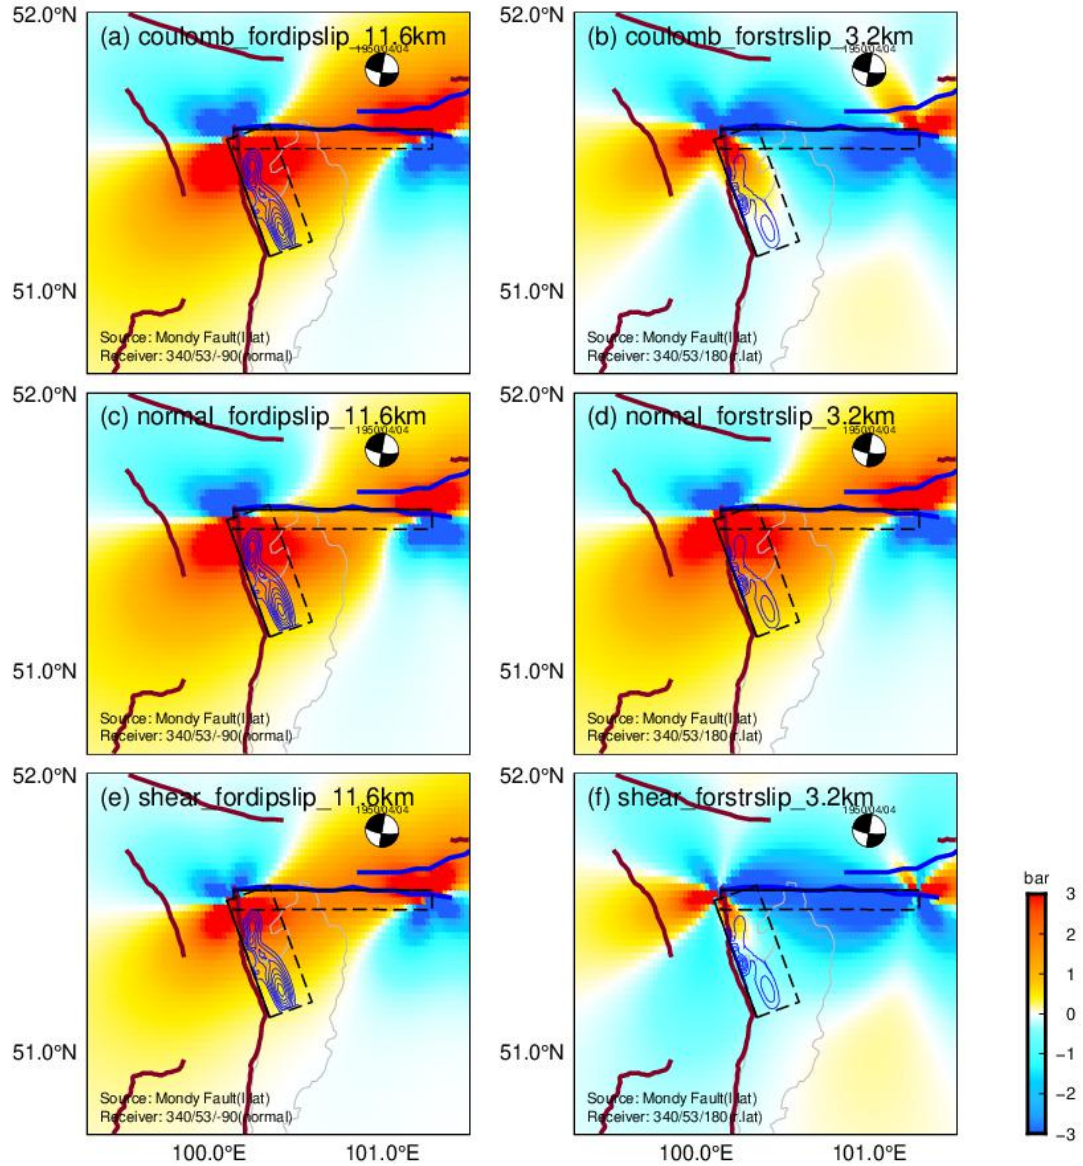 52.0°N
(a) coulomb_fordipslip_11.6km
1950/04/04
51.0°N
Source: Mondy Fault(l.lat)
Receiver: 340/53/-90(normal)
(b) coulomb_forstrslip_3.2km
1950/04/04
52.0°N
51.0°N
Source: Mondy Fault(l.lat)
Receiver: 340/53/180(r.lat)
52.0°N
(c) normal_fordipslip_11.6km
1950/04/04
51.0°N
Source: Mondy Fault(l.lat)
Receiver: 340/53/-90(normal)
52.0°N
(d) normal_forstrslip_3.2km
1950/04/04
51.0°N
Source: Mondy Fault(l.lat)
Receiver: 340/53/180(r.lat)
52.0°N
(e) shear_fordipslip_11.6km
1950/04/04
51.0°N
Source: Mondy Fault(l.lat)
Receiver: 340/53/-90(normal)
100.0°E
101.0°E
52.0°N
(f) shear_forstrslip_3.2km
1950/04/04
51.0°N
Source: Mondy Fault(l.lat)
Receiver: 340/53/180(r.lat)
100.0°E
101.0°E
bar
3
2
1
0
−1
−2
−3